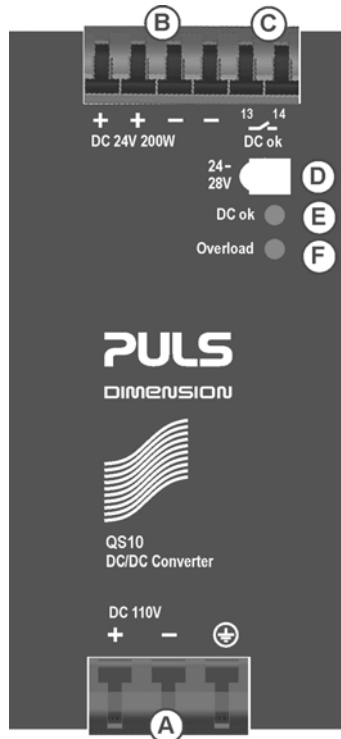 B C
+ + − − 13 14
DC 24V 200W DC ok
24–
28V
D
DC ok E
Overload F
PULS
DIMENSION
QS10
DC/DC Converter
DC 110V
+ −
A